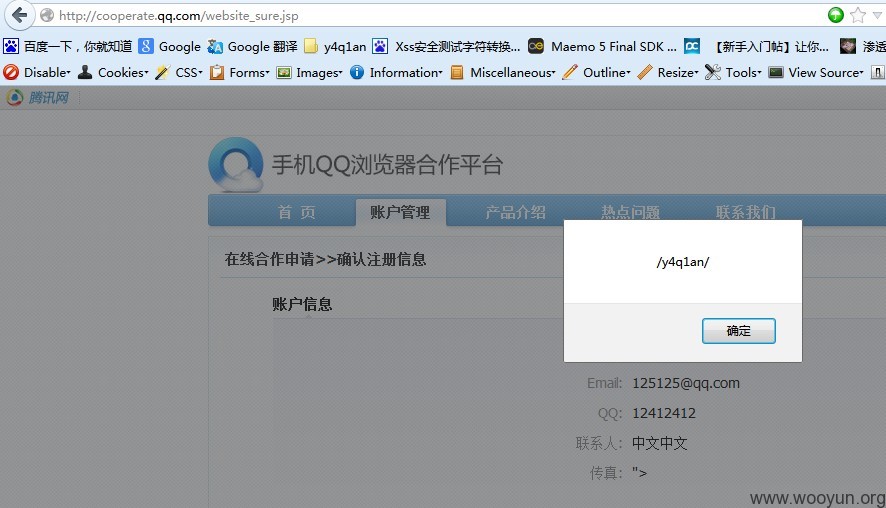 http://cooperate.qq.com/website_sure.jsp
百度一下，你就知道 Google Google 翻译 y4q1an Xss安全测试字符转换... Maemo 5 Final SDK ... 【新手入门帖】让你... 渗透
Disable Cookies CSS Forms Images Information Miscellaneous Outline Resize Tools View Source
腾讯网
手机QQ浏览器合作平台
首 页 账户管理 产品介绍 热点问题 联系我们
在线合作申请>>确认注册信息
/y4q1an/
账户信息
确定
Email: 125125@qq.com
QQ: 12412412
联系人: 中文中文
传真: ">
www.wooyun.org